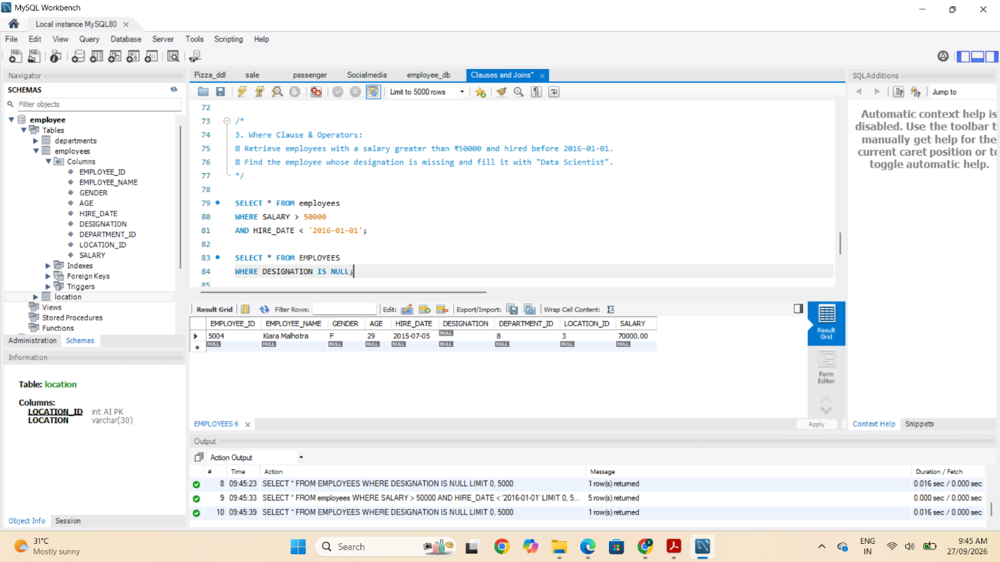 MySQL Workbench
Local instance MySQL80
File Edit View Query Database Server Tools Scripting Help
Navigator
SCHEMAS
Filter objects
employee
Tables
departments
employees
Columns
EMPLOYEE_ID
EMPLOYEE_NAME
GENDER
AGE
HIRE_DATE
DESIGNATION
DEPARTMENT_ID
LOCATION_ID
SALARY
Indexes
Foreign Keys
Triggers
location
Views
Stored Procedures
Functions
Administration Schemas
Information
Table: location
Columns:
LOCATION_ID int AI PK
LOCATION varchar(30)
Object Info Session
Pizza_ddl sale passenger Socialmedia employee_db Clauses and Joins*
Limit to 5000 rows
72
73 /*
74 3. Where Clause & Operators:
75 Retrieve employees with a salary greater than ₹50000 and hired before 2016-01-01.
76 Find the employee whose designation is missing and fill it with "Data Scientist".
77 */
78
79 SELECT * FROM employees
80 WHERE SALARY > 50000
81 AND HIRE_DATE < '2016-01-01';
82
83 SELECT * FROM EMPLOYEES
84 WHERE DESIGNATION IS NULL;
85
Result Grid Filter Rows: Edit: Export/Import: Wrap Cell Content:
EMPLOYEE_ID EMPLOYEE_NAME GENDER AGE HIRE_DATE DESIGNATION DEPARTMENT_ID LOCATION_ID SALARY
5004 Kiara Malhotra F 29 2015-07-05 NULL 8 3 70000.00
NULL NULL NULL NULL NULL NULL NULL NULL
Result Grid
Form Editor
EMPLOYEES 6
Apply
Output
Action Output
# Time Action Message Duration / Fetch
8 09:45:23 SELECT * FROM EMPLOYEES WHERE DESIGNATION IS NULL LIMIT 0, 5000 1 row(s) returned 0.016 sec / 0.000 sec
9 09:45:33 SELECT * FROM employees WHERE SALARY > 50000 AND HIRE_DATE < '2016-01-01' LIMIT 0, 5... 5 row(s) returned 0.000 sec / 0.000 sec
10 09:45:39 SELECT * FROM EMPLOYEES WHERE DESIGNATION IS NULL LIMIT 0, 5000 1 row(s) returned 0.016 sec / 0.000 sec
SQLAdditions
Jump to
Automatic context help is
disabled. Use the toolbar t
manually get help for the
current caret position or to
toggle automatic help.
Context Help Snippets
31°C
Mostly sunny
Search
ENG
IN
9:45 AM
27/09/2026